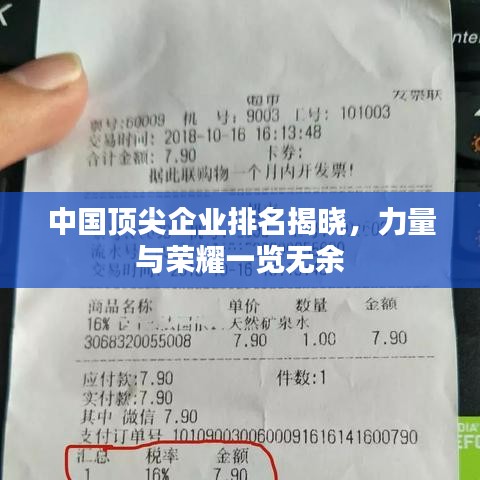 发票联
票号:60009 机 号: 9003 工号: 101003
交易时间: 2018-10-16 16:13:48
合计金额: 7.90 卡券:
据此联购物一个月内开发票!
中国顶尖企业排名揭晓，力量
与荣耀一览无余
商品名称 单价 数量 金额
16% 天然矿泉水
3068320055008 7.90 1.00 7.90
应付款:7.90 件数:1
实付款:7.90
其中 微信 7.90
支付订单号 1010900300600091616141600790
汇总 税率 金额
1 16% 7.90